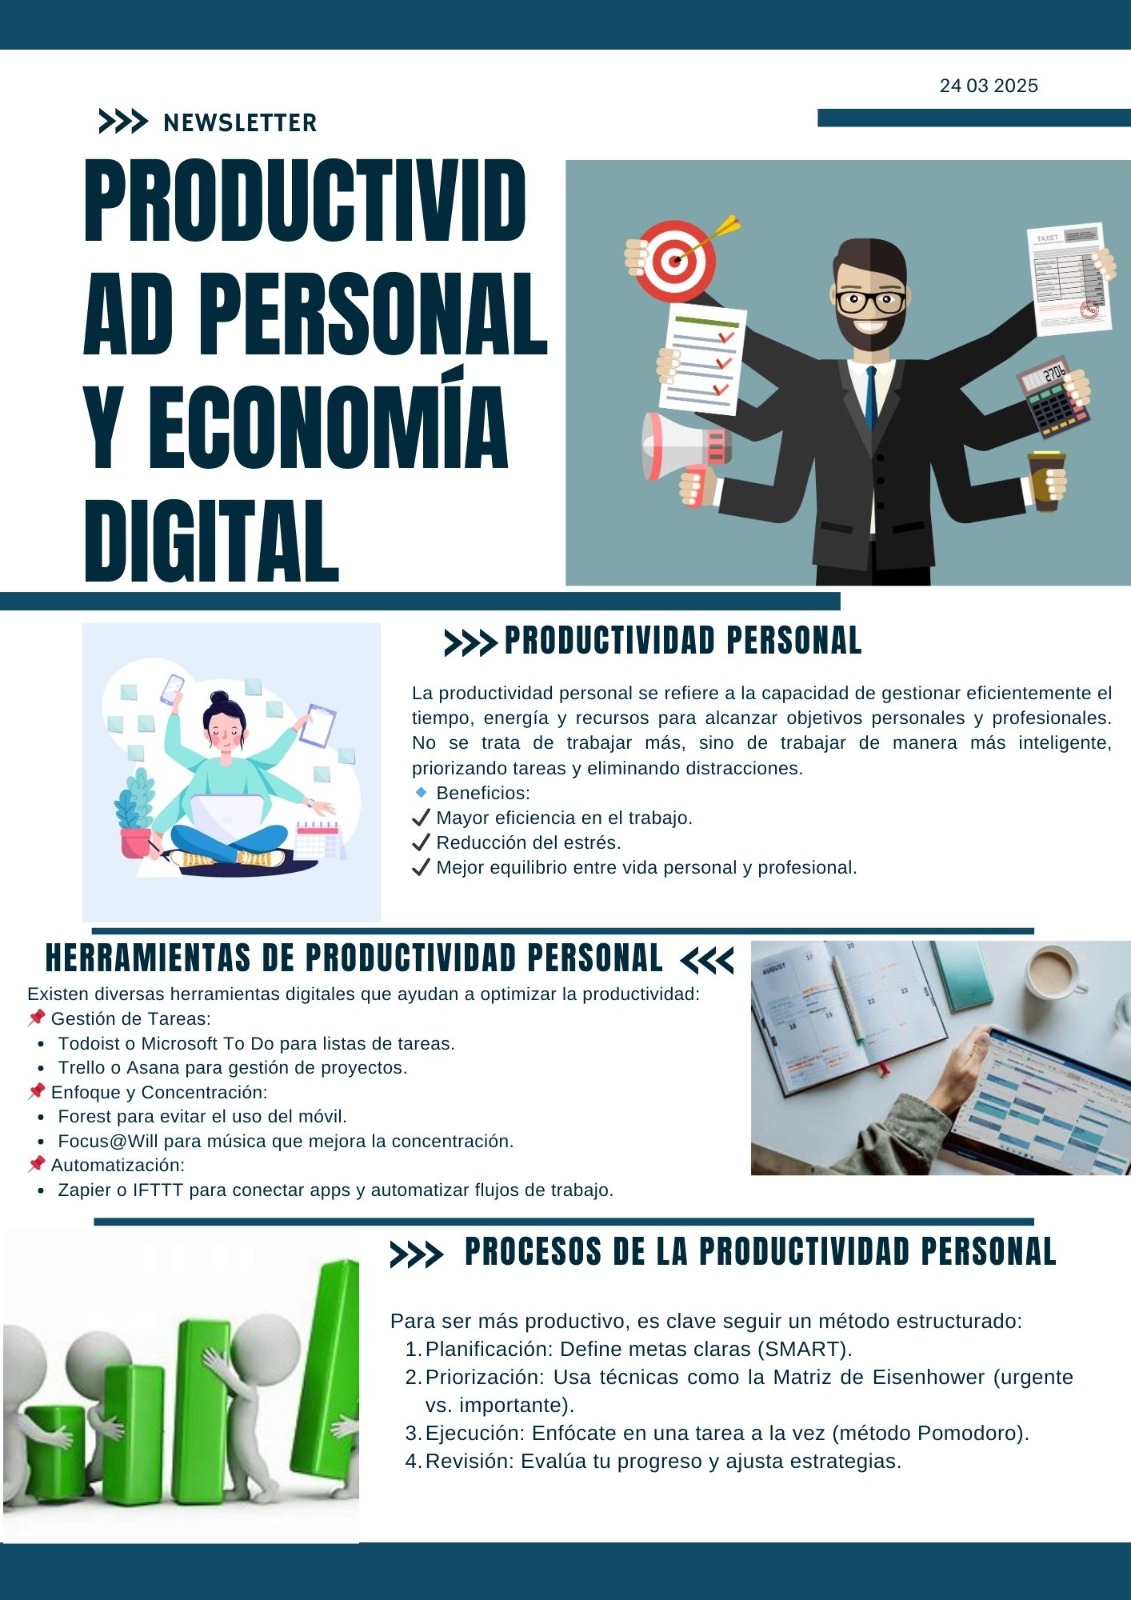 24 03 2025
NEWSLETTER
PRODUCTIVID
AD PERSONAL
Y ECONOMÍA
DIGITAL
TAXET
2706
PRODUCTIVIDAD PERSONAL
La productividad personal se refiere a la capacidad de gestionar eficientemente el
tiempo, energía y recursos para alcanzar objetivos personales y profesionales.
No se trata de trabajar más, sino de trabajar de manera más inteligente,
priorizando tareas y eliminando distracciones.
🔹 Beneficios:
✔ Mayor eficiencia en el trabajo.
✔ Reducción del estrés.
✔ Mejor equilibrio entre vida personal y profesional.
HERRAMIENTAS DE PRODUCTIVIDAD PERSONAL
Existen diversas herramientas digitales que ayudan a optimizar la productividad:
📌 Gestión de Tareas:
• Todoist o Microsoft To Do para listas de tareas.
• Trello o Asana para gestión de proyectos.
📌 Enfoque y Concentración:
• Forest para evitar el uso del móvil.
• Focus@Will para música que mejora la concentración.
📌 Automatización:
• Zapier o IFTTT para conectar apps y automatizar flujos de trabajo.
AUGUST
PROCESOS DE LA PRODUCTIVIDAD PERSONAL
Para ser más productivo, es clave seguir un método estructurado:
1. Planificación: Define metas claras (SMART).
2. Priorización: Usa técnicas como la Matriz de Eisenhower (urgente
vs. importante).
3. Ejecución: Enfócate en una tarea a la vez (método Pomodoro).
4. Revisión: Evalúa tu progreso y ajusta estrategias.